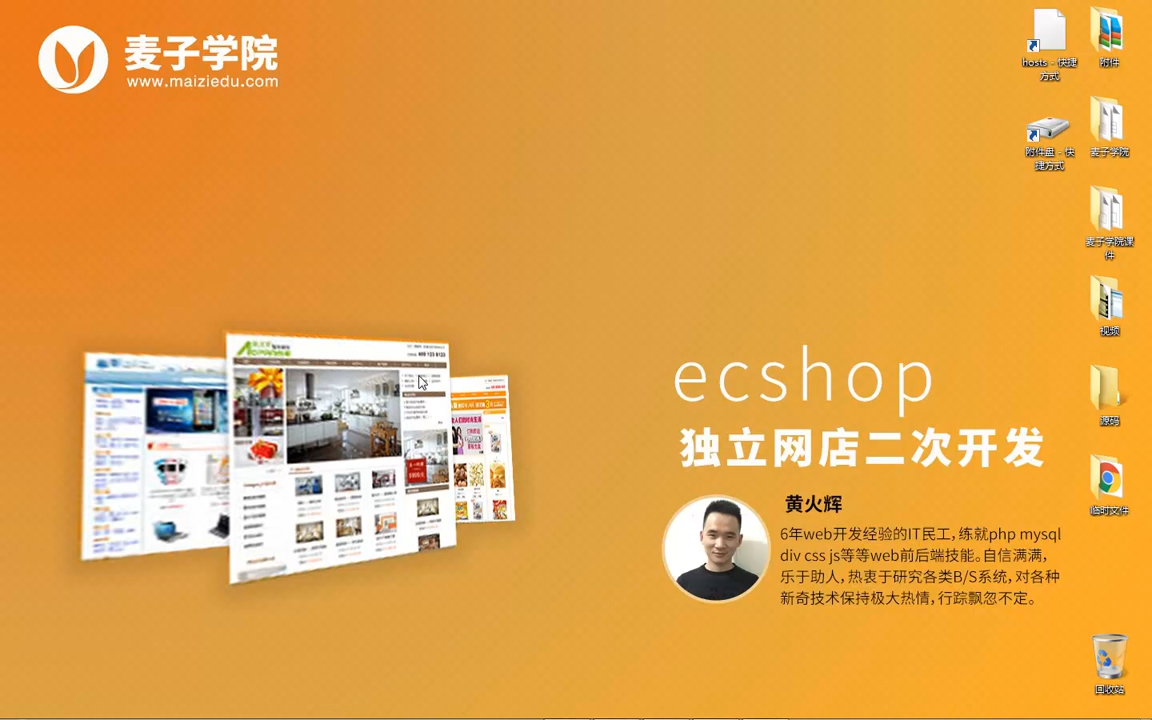 麦子学院
www.maiziedu.com
hosts - 快捷方式
附件
附件盘 - 快捷方式
麦子学院
麦子学院课件
视频
源码
临时文件
回收站
ecshop
独立网店二次开发
黄火辉
6年web开发经验的IT民工，练就php mysql
div css js等等web前后端技能。自信满满，
乐于助人，热衷于研究各类B/S系统，对各种
新奇技术保持极大热情，行踪飘忽不定。